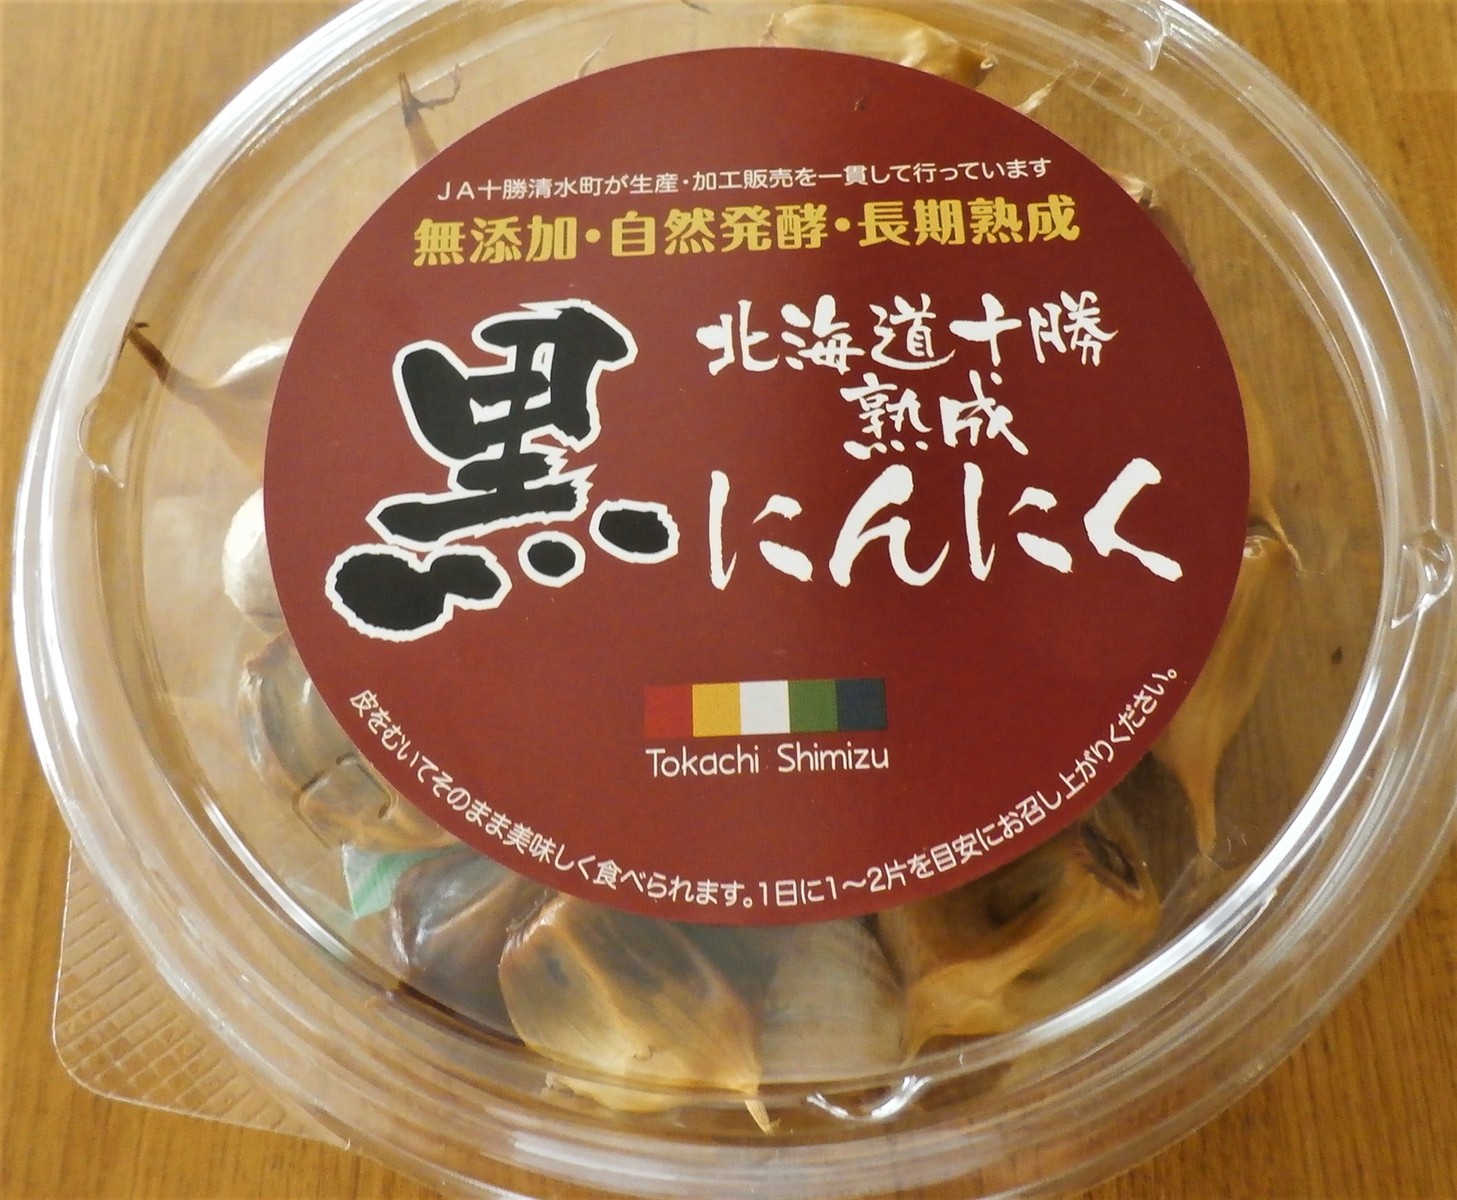 JA十勝清水町が生産・加工販売を一貫して行っています
無添加・自然発酵・長期熟成
北海道十勝
熟成
黒にんにく
Tokachi Shimizu
皮をむいてそのまま美味しく食べられます。1日に1～2片を目安にお召し上がりください。